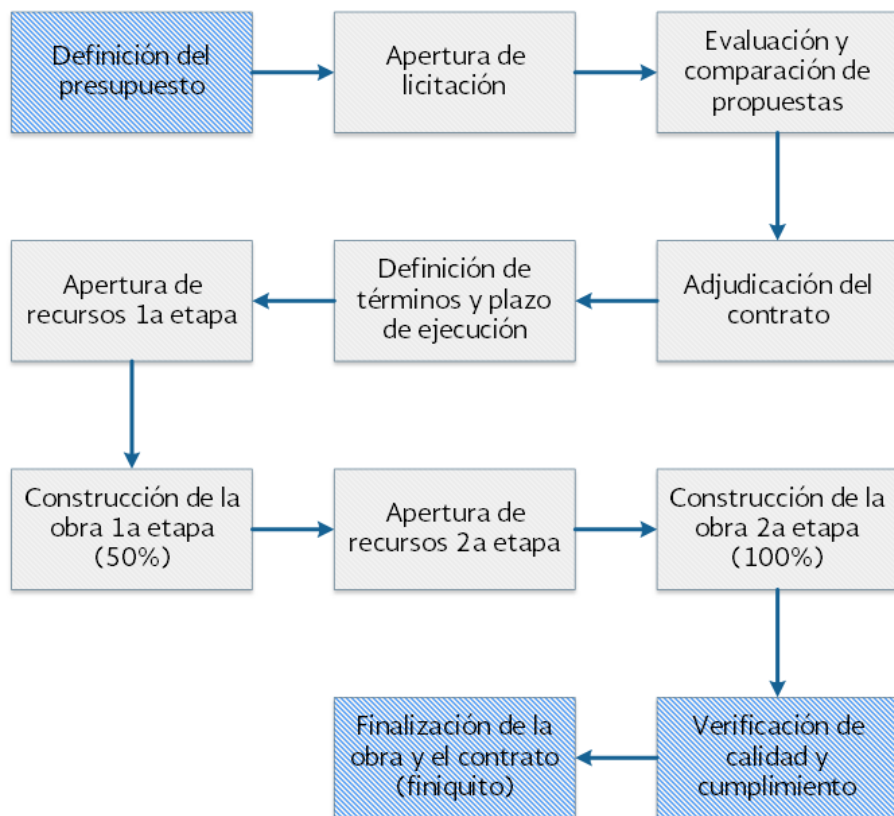 Definición del
presupuesto
Apertura de
licitación
Evaluación y
comparación de
propuestas
Adjudicación del
contrato
Definición de
términos y plazo
de ejecución
Apertura de
recursos 1a etapa
Construcción de la
obra 1a etapa
(50%)
Apertura de
recursos 2a etapa
Construcción de la
obra 2a etapa
(100%)
Verificación de
calidad y
cumplimiento
Finalización de la
obra y el contrato
(finiquito)